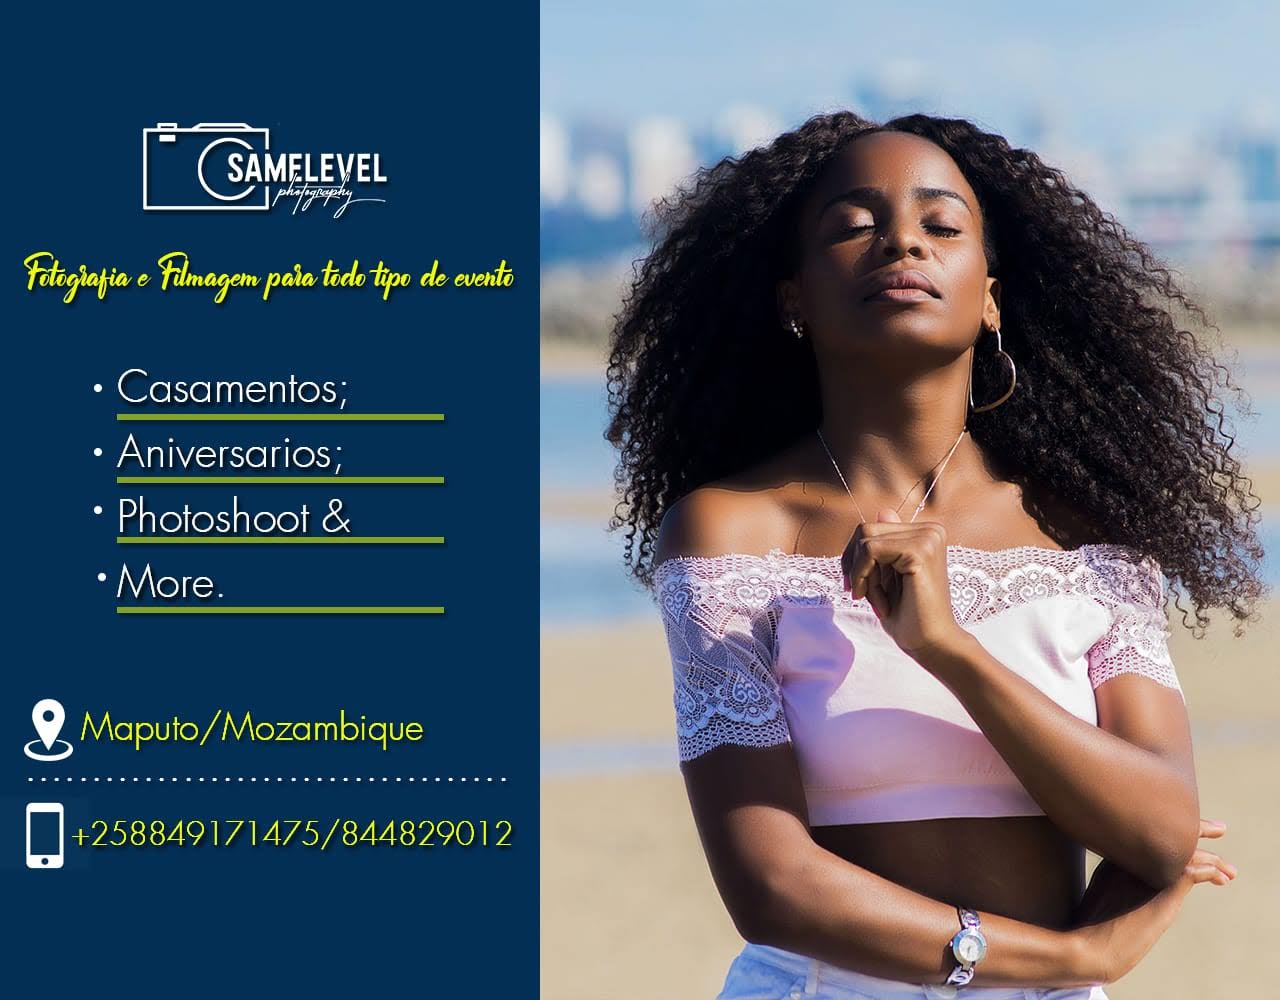 SAMELEVEL
photography
Fotografia e Filmagem para todo tipo de evento
• Casamentos;
• Aniversarios;
• Photoshoot &
• More.
Maputo/Mozambique
+258849171475/844829012